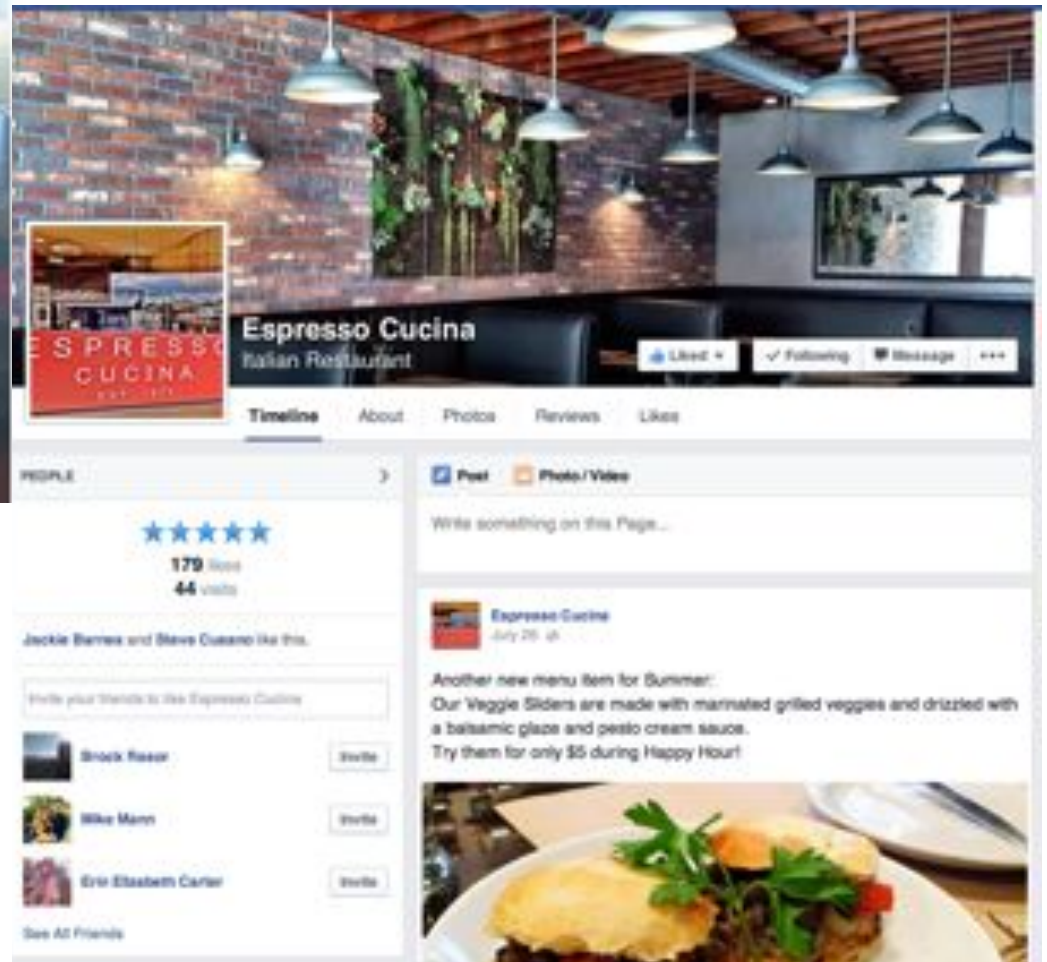 ESPRESSO
CUCINA
Espresso Cucina
Italian Restaurant
Liked
Following
Message
Timeline
About
Photos
Reviews
Likes
PEOPLE
179 likes
44 visits
Jackie Barnes and Steve Cusano like this.
Invite your friends to like Espresso Cucina
Brock Rasor
Invite
Mike Mann
Invite
Erin Elizabeth Carter
Invite
See All Friends
Post
Photo / Video
Write something on this Page...
Espresso Cucina
July 28
Another new menu item for Summer:
Our Veggie Sliders are made with marinated grilled veggies and drizzled with
a balsamic glaze and pesto cream sauce.
Try them for only $5 during Happy Hour!